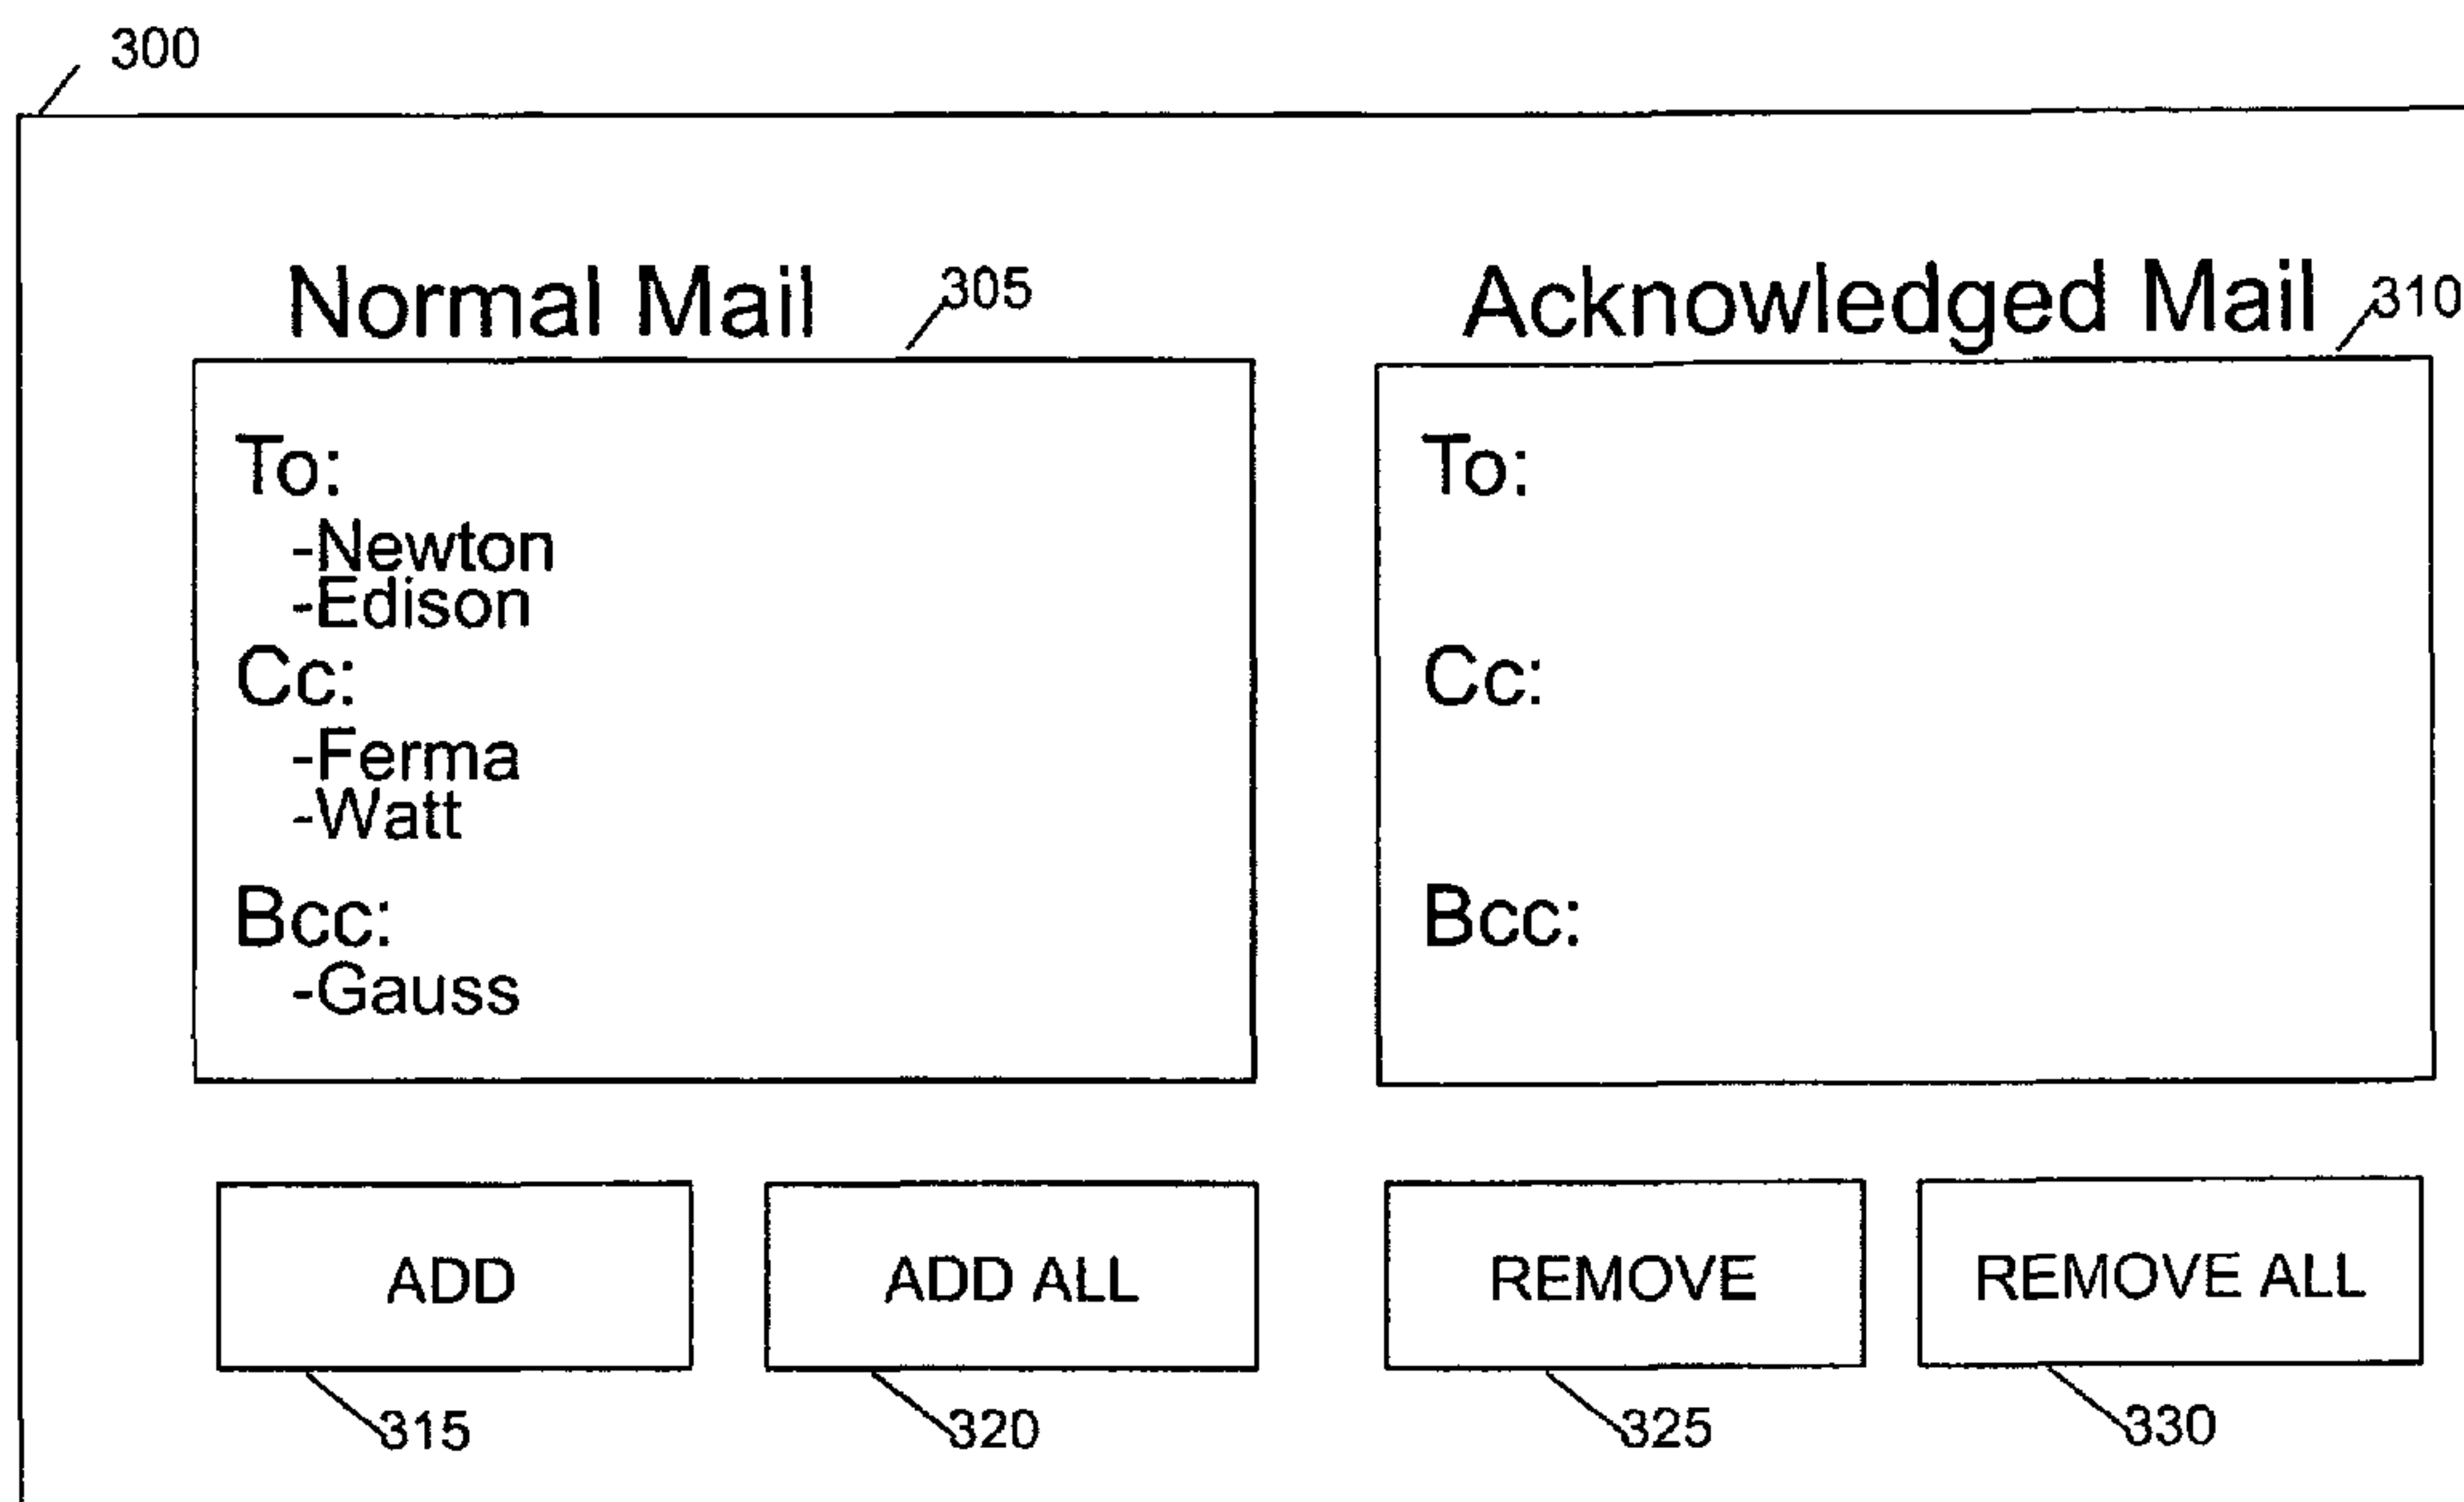 300
Normal Mail 305
Acknowledged Mail 310
To:
-Newton
-Edison
Cc:
-Ferma
-Watt
Bcc:
-Gauss
To:
Cc:
Bcc:
ADD
ADD ALL
REMOVE
REMOVE ALL
315
320
325
330